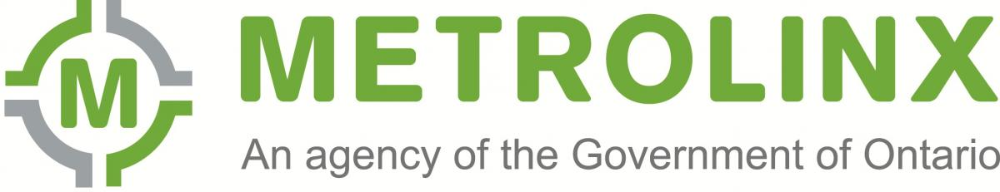 M
METROLINX
An agency of the Government of Ontario